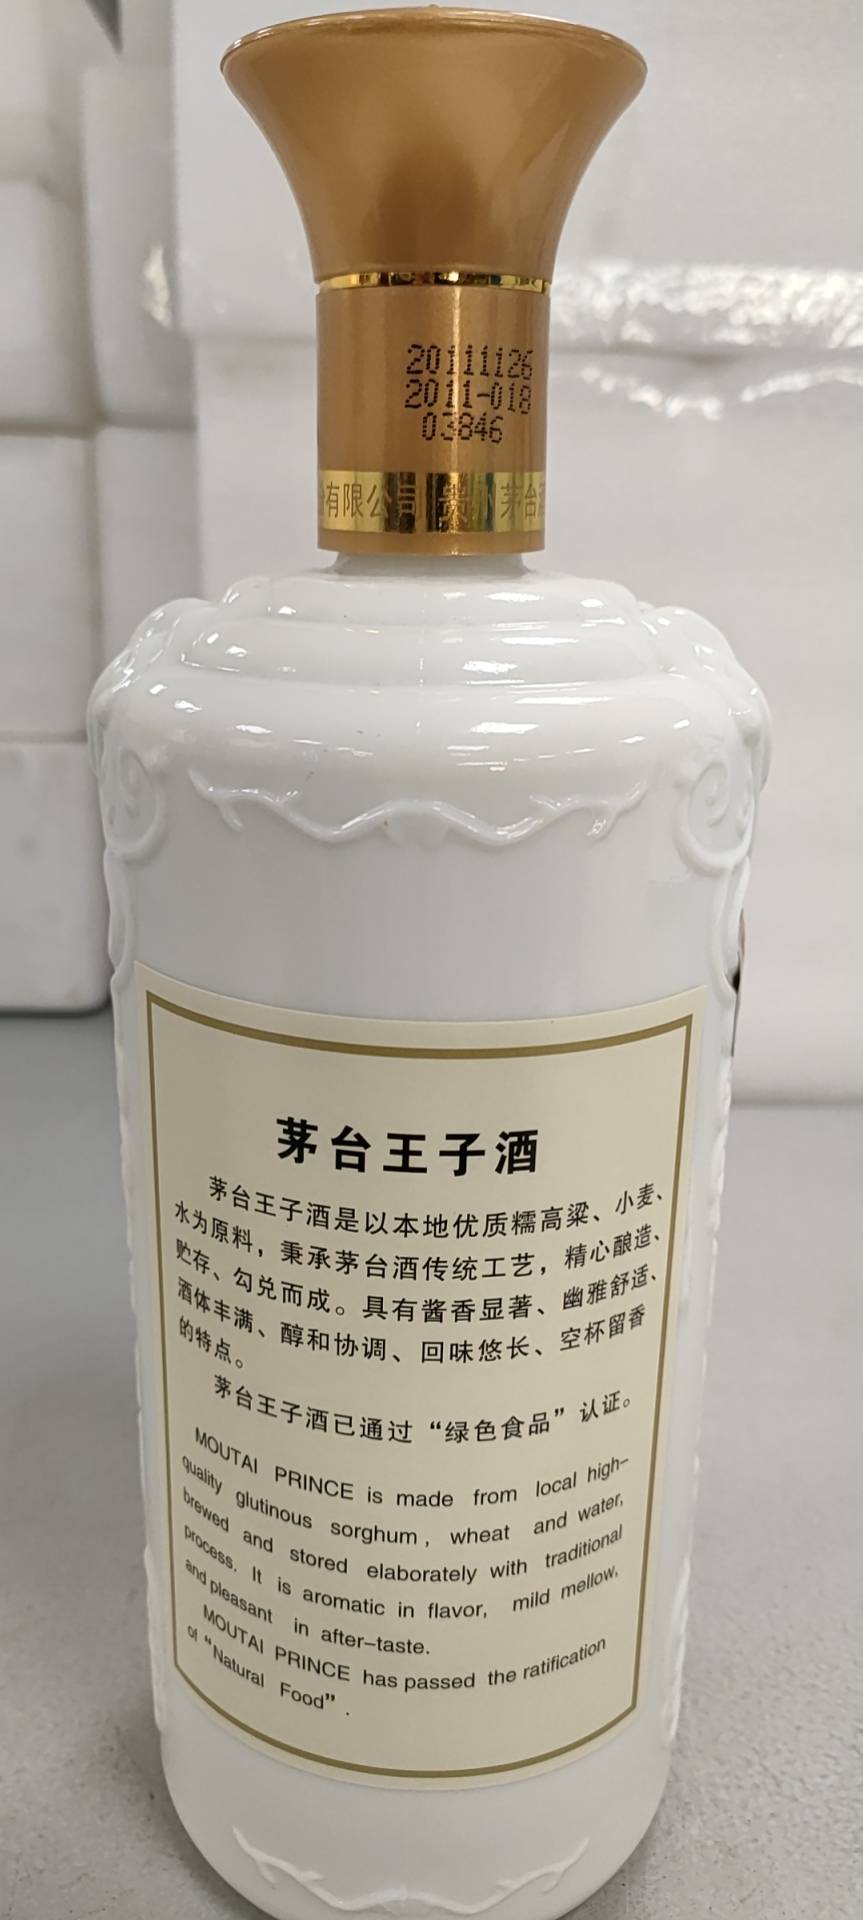 20111126
2011-018
03846
有限公司 贵州茅台酒
茅台王子酒
茅台王子酒是以本地优质糯高粱、小麦、
水为原料，秉承茅台酒传统工艺，精心酿造、
贮存、勾兑而成。具有酱香显著、幽雅舒适、
酒体丰满、醇和协调、回味悠长、空杯留香
的特点。
茅台王子酒已通过“绿色食品”认证。
MOUTAI PRINCE is made from local high-
quality glutinous sorghum, wheat and water,
brewed and stored elaborately with traditional
process. It is aromatic in flavor, mild mellow,
and pleasant in after-taste.
MOUTAI PRINCE has passed the ratification
of “Natural Food”.